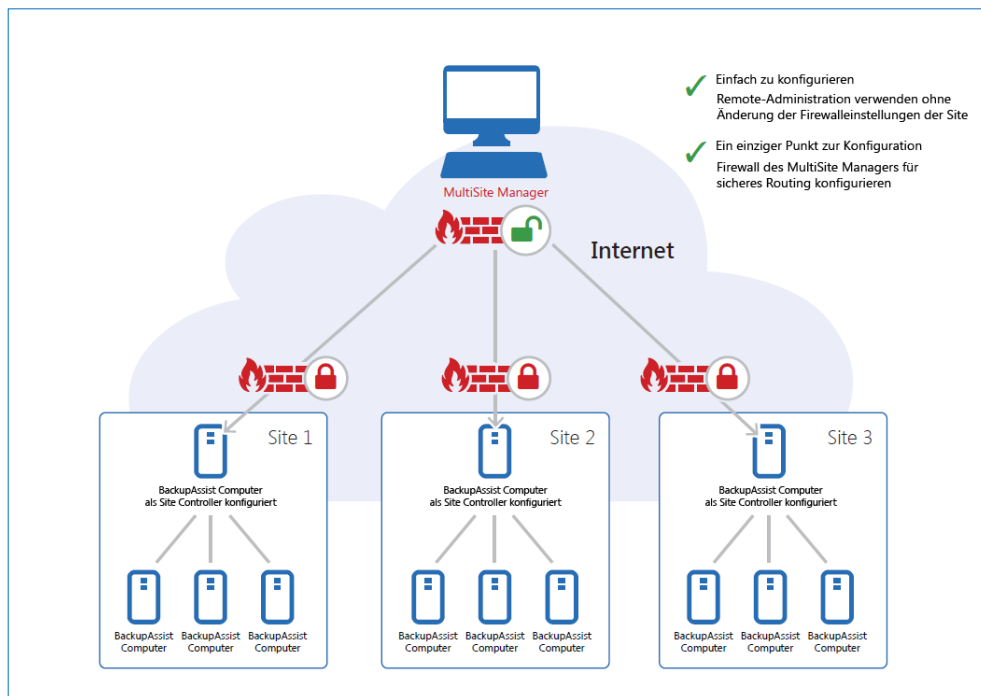 Einfach zu konfigurieren
Remote-Administration verwenden ohne
Änderung der Firewalleinstellungen der Site
Ein einziger Punkt zur Konfiguration
Firewall des MultiSite Managers für
sicheres Routing konfigurieren
MultiSite Manager
Internet
Site 1
BackupAssist Computer
als Site Controller konfiguriert
BackupAssist
Computer
BackupAssist
Computer
BackupAssist
Computer
Site 2
BackupAssist Computer
als Site Controller konfiguriert
BackupAssist
Computer
BackupAssist
Computer
BackupAssist
Computer
Site 3
BackupAssist Computer
als Site Controller konfiguriert
BackupAssist
Computer
BackupAssist
Computer
BackupAssist
Computer